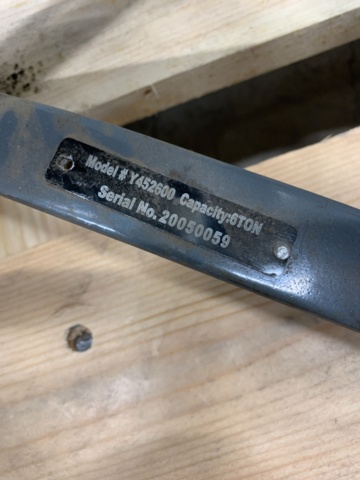 Model # Y452600 Capacity:6TON
Serial No. 20050059